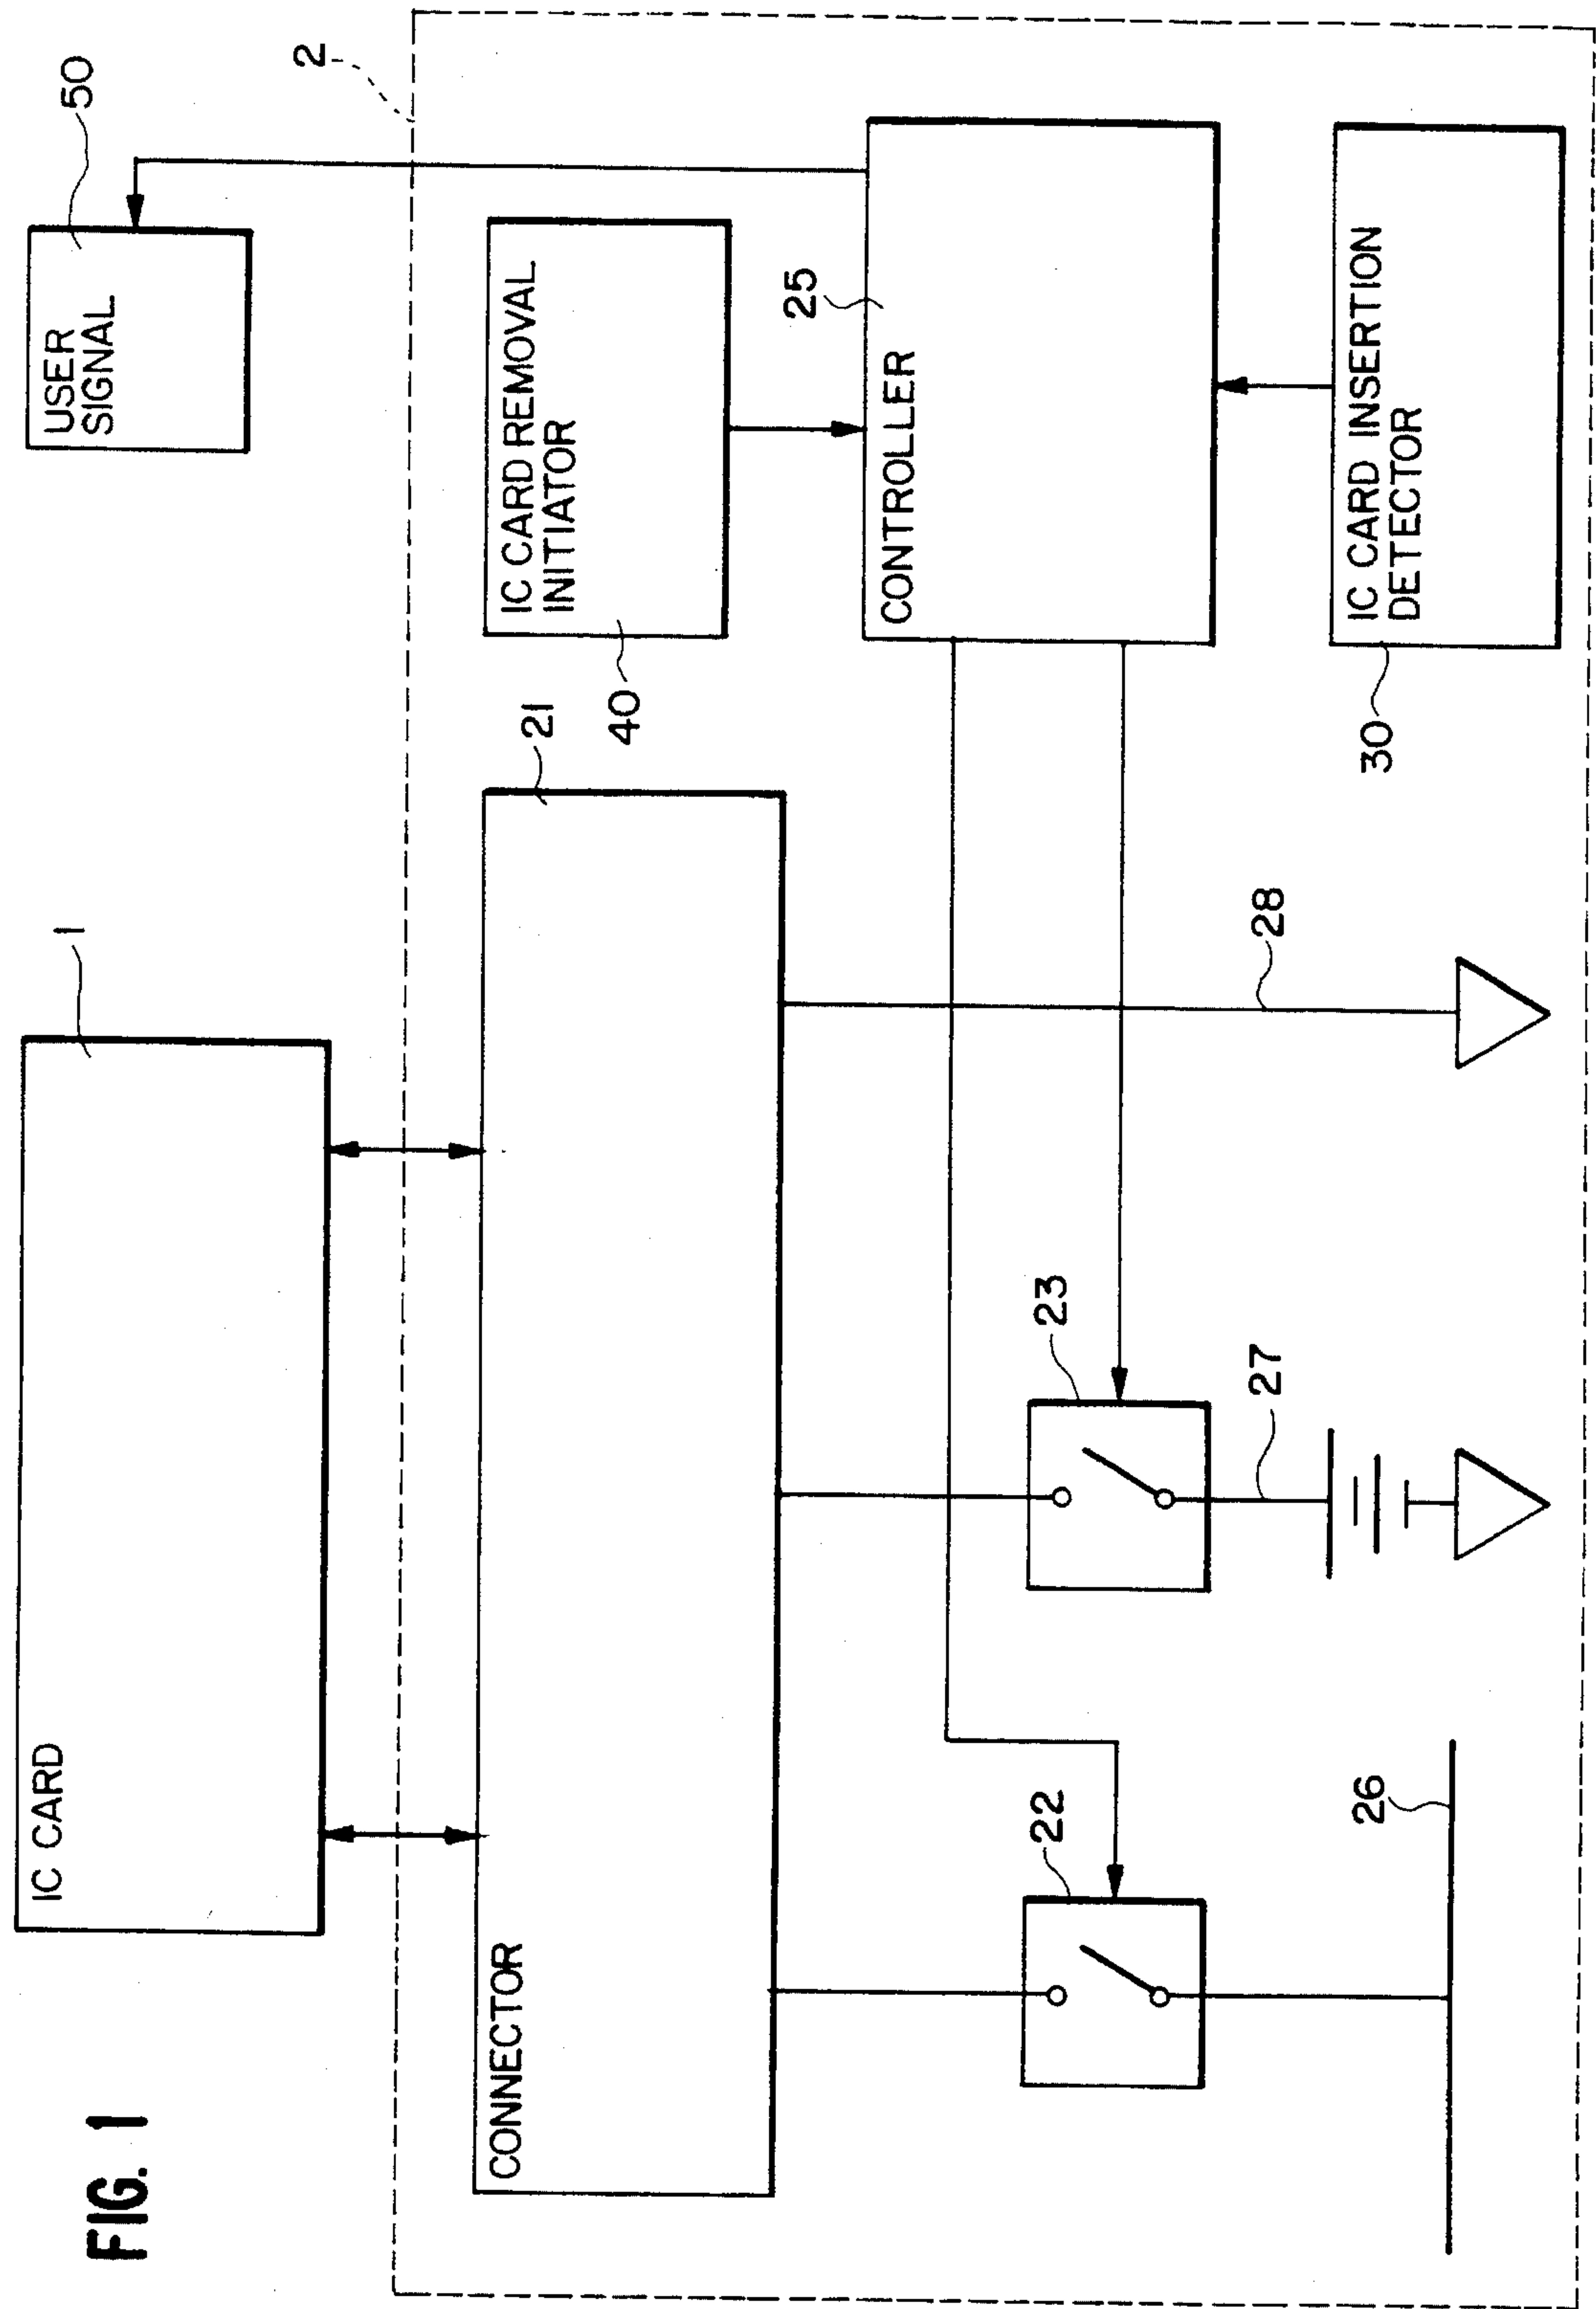 FIG. 1
IC CARD
1
USER
SIGNAL
50
2
CONNECTOR
21
IC CARD REMOVAL
INITIATOR
40
25
CONTROLLER
22
23
26
27
28
30
IC CARD INSERTION
DETECTOR